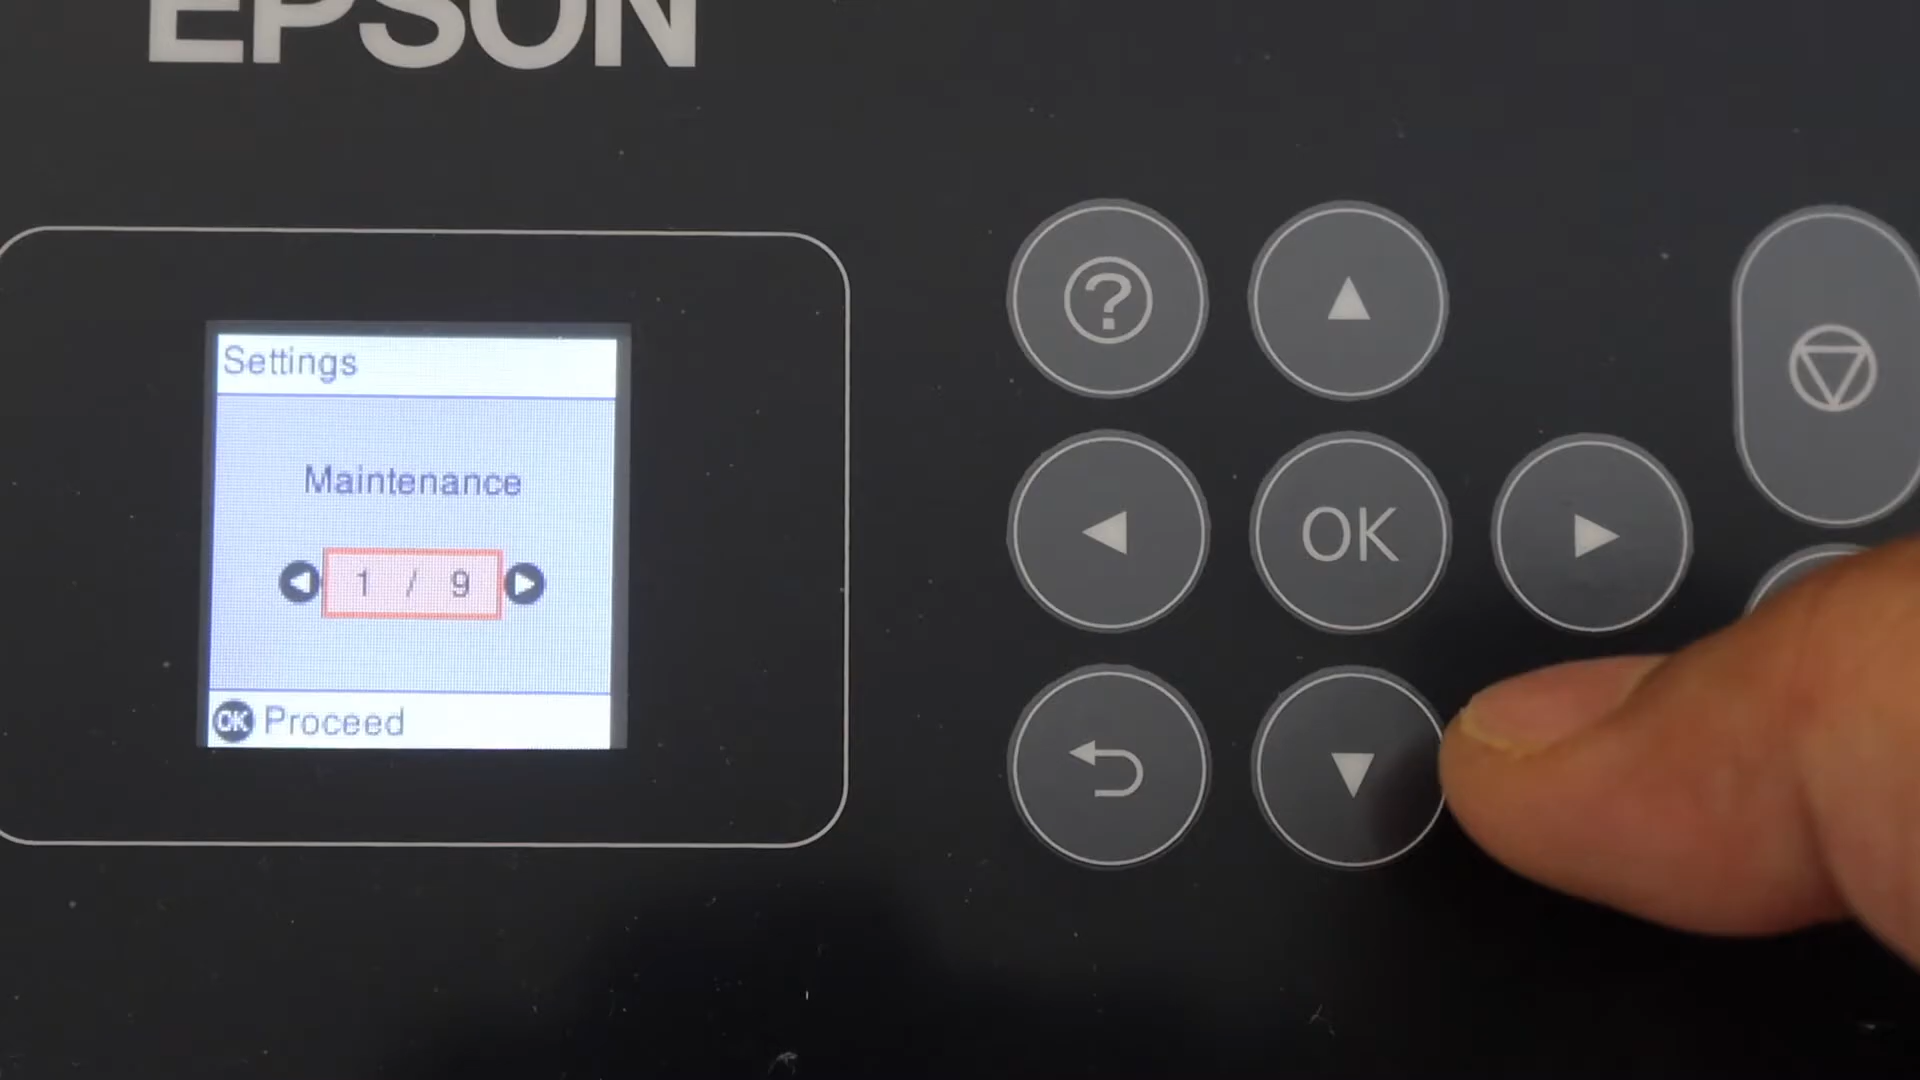 EPSON
Settings
Maintenance
1 / 9
OK Proceed
?
OK